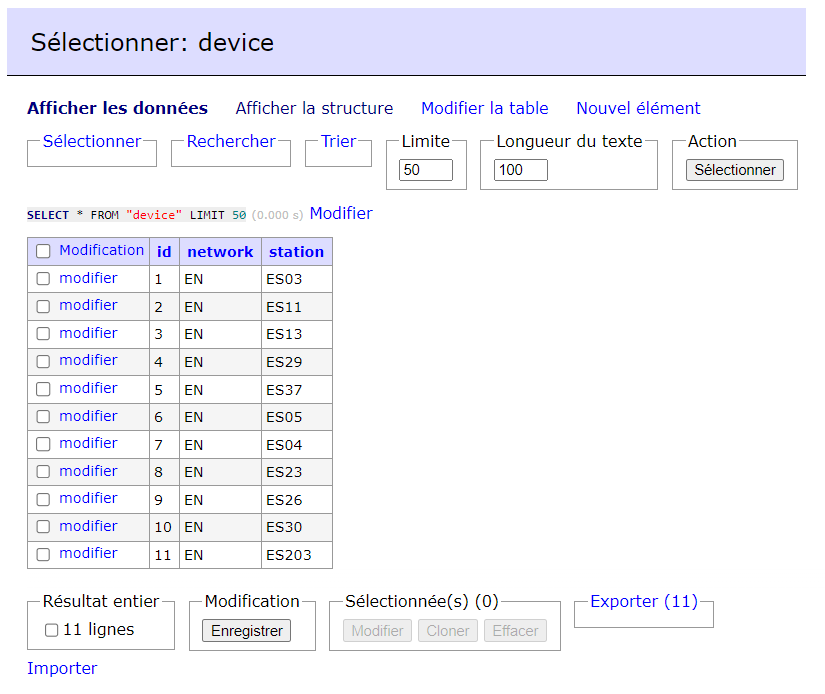 Sélectionner: device
Afficher les données Afficher la structure Modifier la table Nouvel élément
Sélectionner Rechercher Trier Limite Longueur du texte Action
50 100 Sélectionner
SELECT * FROM "device" LIMIT 50 (0.000 s) Modifier
Modification id network station
modifier 1 EN ES03
modifier 2 EN ES11
modifier 3 EN ES13
modifier 4 EN ES29
modifier 5 EN ES37
modifier 6 EN ES05
modifier 7 EN ES04
modifier 8 EN ES23
modifier 9 EN ES26
modifier 10 EN ES30
modifier 11 EN ES203
Résultat entier Modification Sélectionnée(s) (0) Exporter (11)
11 lignes Enregistrer Modifier Cloner Effacer
Importer